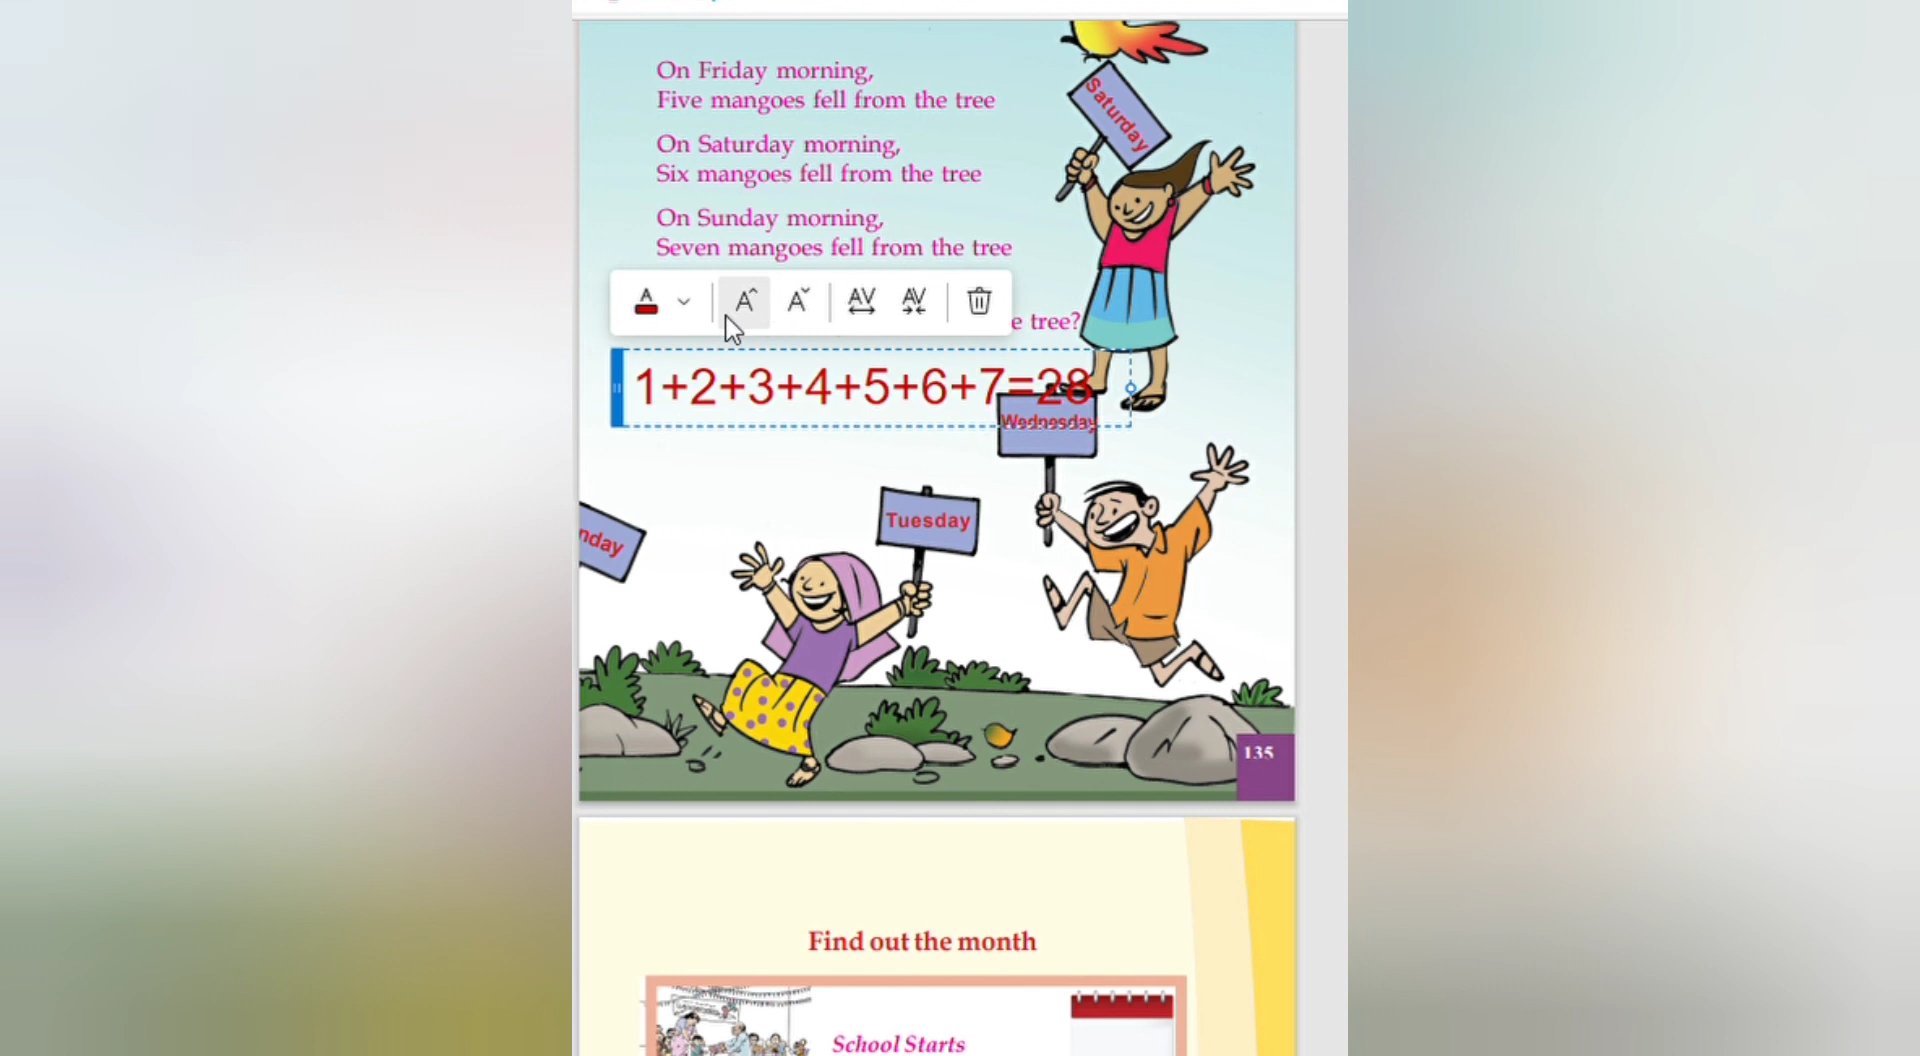 On Friday morning,
Five mangoes fell from the tree
On Saturday morning,
Six mangoes fell from the tree
On Sunday morning,
Seven mangoes fell from the tree
e tree?
1+2+3+4+5+6+7=28
Saturday
Wednesday
Tuesday
nday
135
Find out the month
School Starts